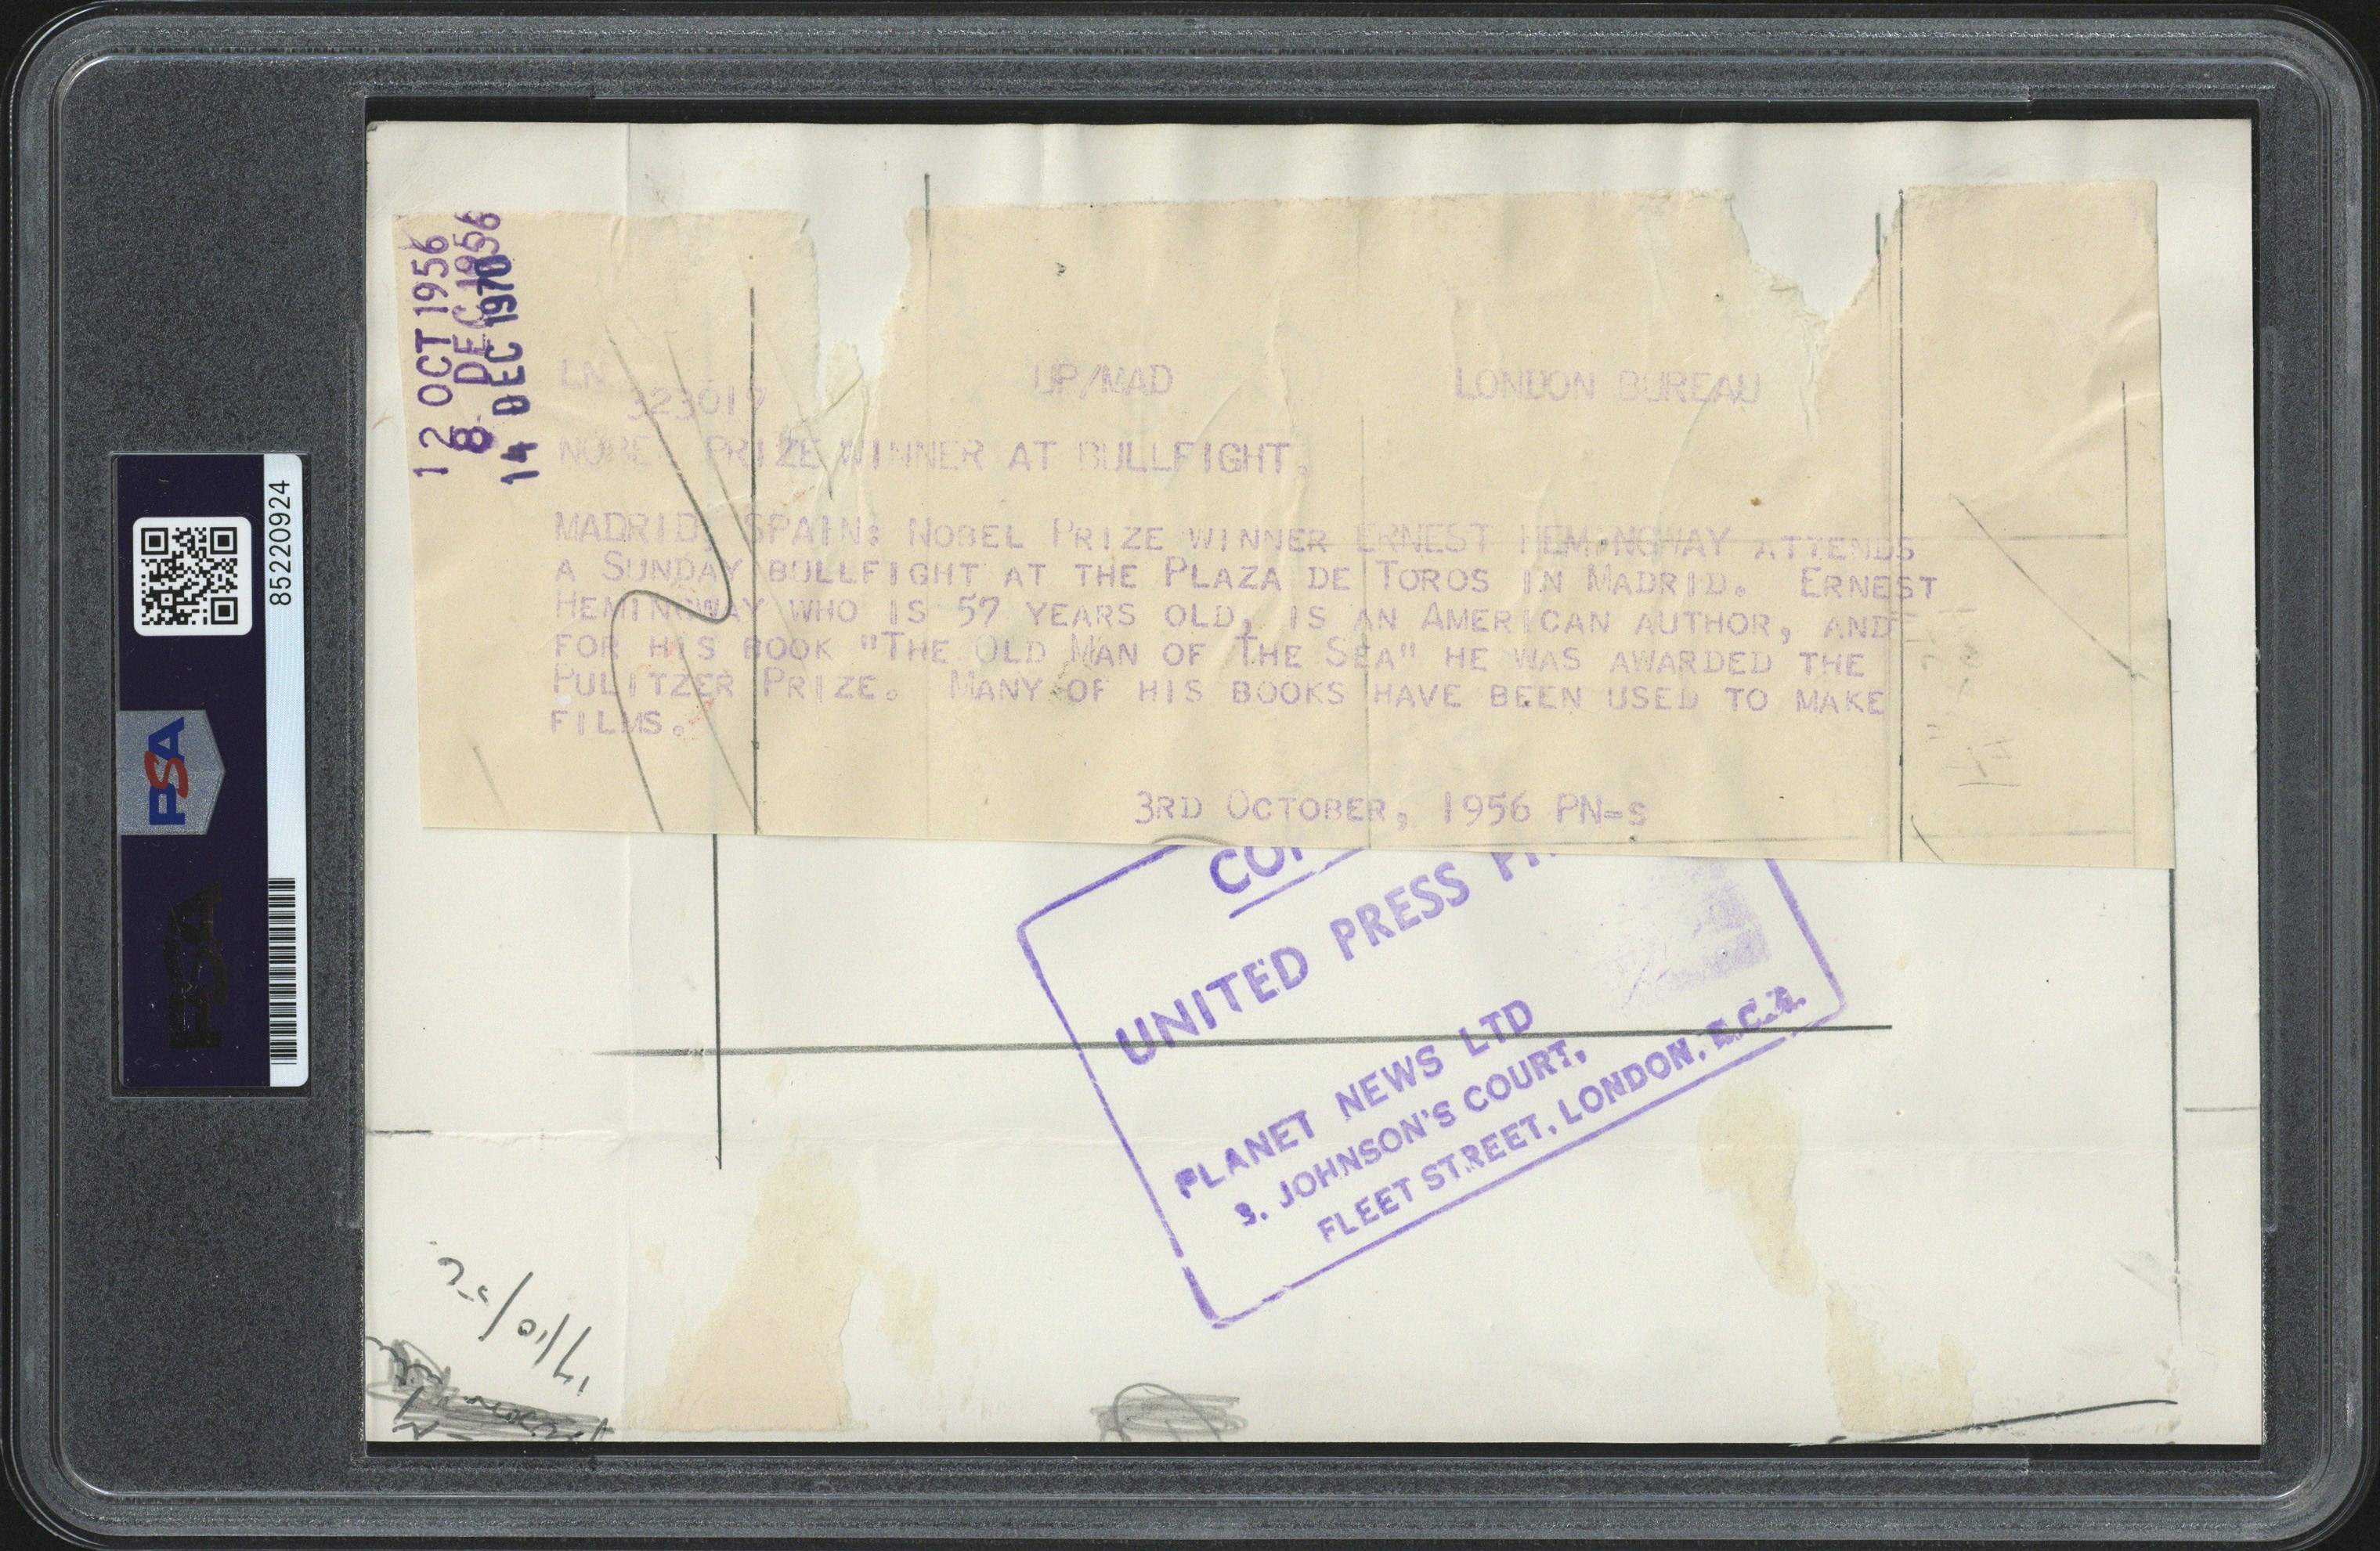 12 OCT 1956
8 DEC 1956
14 DEC 1970
LN
323019
UP/MAD
LONDON BUREAU
NOBEL PRIZE WINNER AT BULLFIGHT.
MADRID, SPAIN: NOBEL PRIZE WINNER ERNEST HEMINGWAY ATTENDS
A SUNDAY BULLFIGHT AT THE PLAZA DE TOROS IN MADRID. ERNEST
HEMINGWAY WHO IS 57 YEARS OLD, IS AN AMERICAN AUTHOR, AND
FOR HIS BOOK "THE OLD MAN OF THE SEA" HE WAS AWARDED THE
PULITZER PRIZE. MANY OF HIS BOOKS HAVE BEEN USED TO MAKE
FILMS.
3RD OCTOBER, 1956 PN=S
UNITED PRESS
PLANET NEWS LTD
3. JOHNSON'S COURT,
FLEET STREET, LONDON, E.C.4.
85220924
PSA
PSA